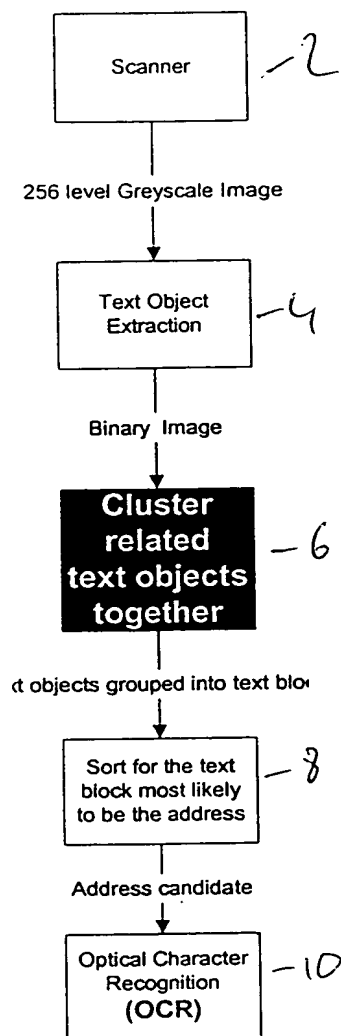 Scanner
2
256 level Greyscale Image
Text Object
Extraction
4
Binary Image
Cluster
related
text objects
together
6
objects grouped into text
Sort for the text
block most likely
to be the address
8
Address candidate
Optical Character
Recognition
(OCR)
10